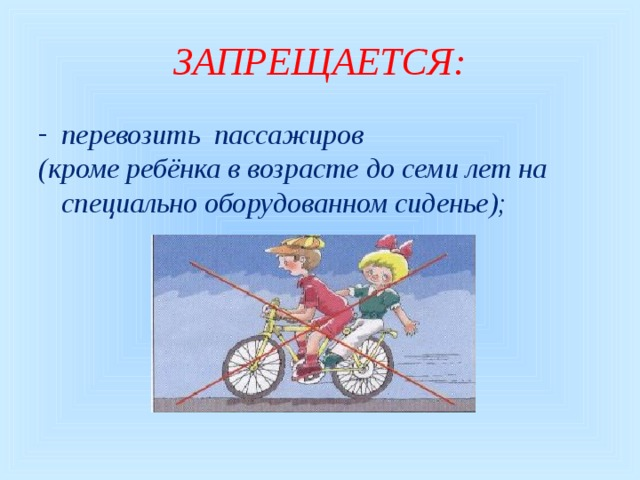 ЗАПРЕЩАЕТСЯ:
- перевозить пассажиров
(кроме ребёнка в возрасте до семи лет на
специально оборудованном сиденье);